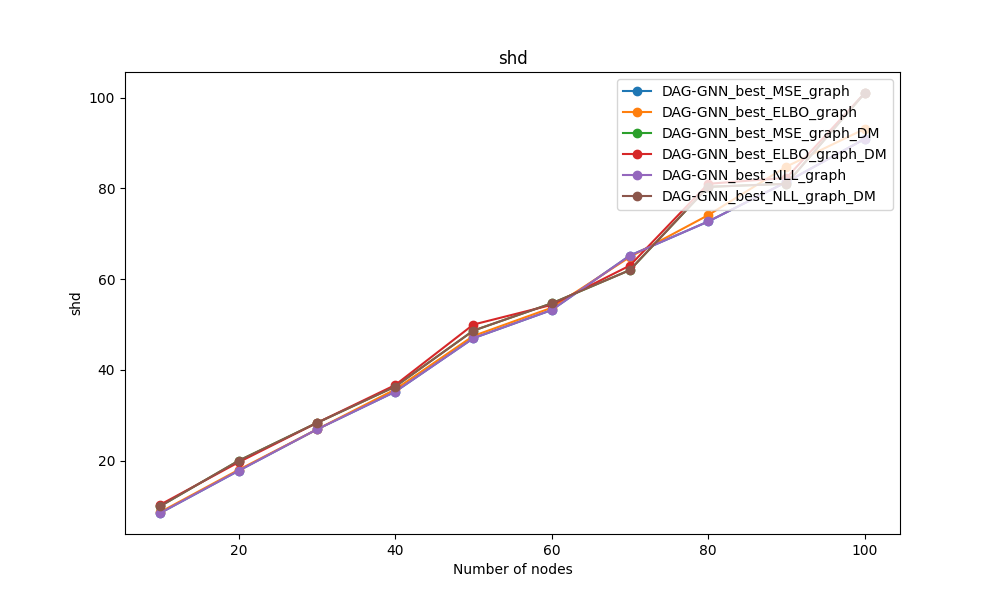 shd
100
80
60
40
20
shd
20
40
60
80
100
Number of nodes
DAG-GNN_best_MSE_graph
DAG-GNN_best_ELBO_graph
DAG-GNN_best_MSE_graph_DM
DAG-GNN_best_ELBO_graph_DM
DAG-GNN_best_NLL_graph
DAG-GNN_best_NLL_graph_DM